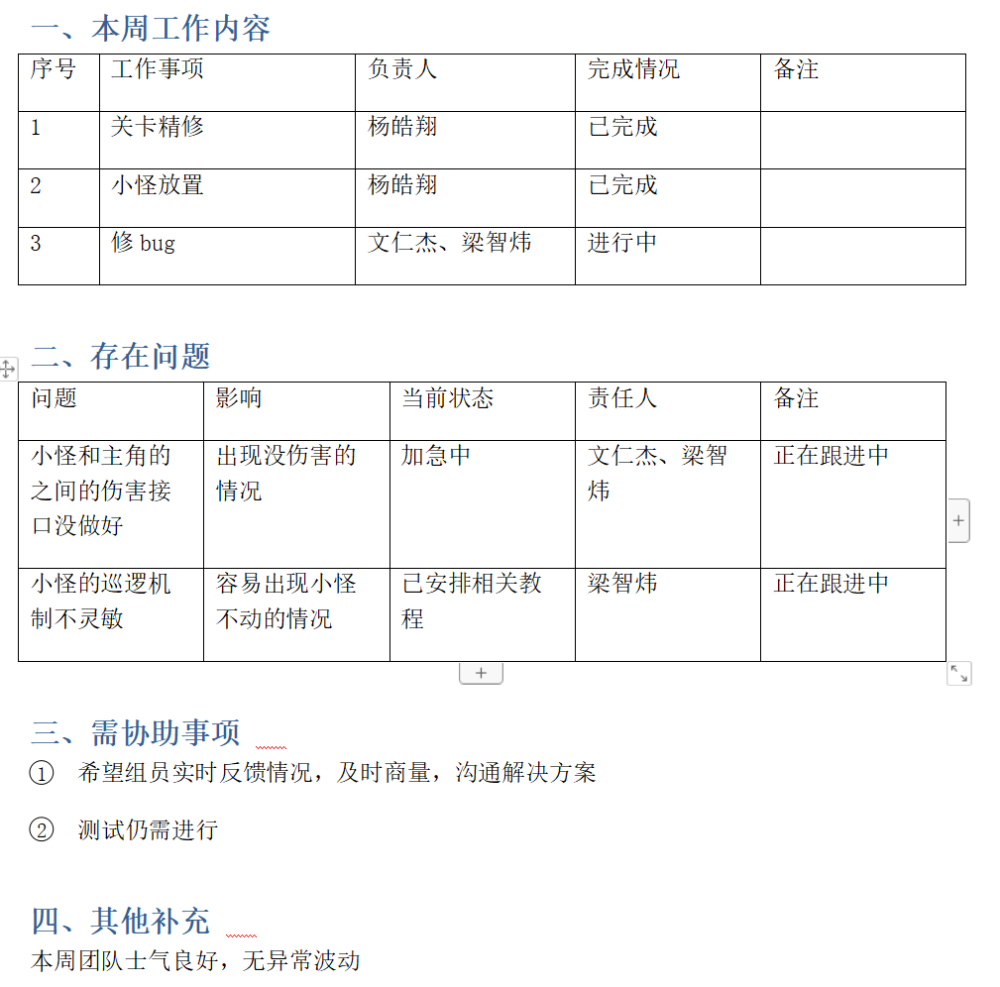 一、本周工作内容
序号 工作事项 负责人 完成情况 备注
1 关卡精修 杨皓翔 已完成
2 小怪放置 杨皓翔 已完成
3 修 bug 文仁杰、梁智炜 进行中
二、存在问题
问题 影响 当前状态 责任人 备注
小怪和主角的 出现没伤害的 加急中 文仁杰、梁智 正在跟进中
之间的伤害接 情况 炜
口没做好
小怪的巡逻机 容易出现小怪 已安排相关教 梁智炜 正在跟进中
制不灵敏 不动的情况 程
三、需协助事项
① 希望组员实时反馈情况，及时商量，沟通解决方案
② 测试仍需进行
四、其他补充
本周团队士气良好，无异常波动